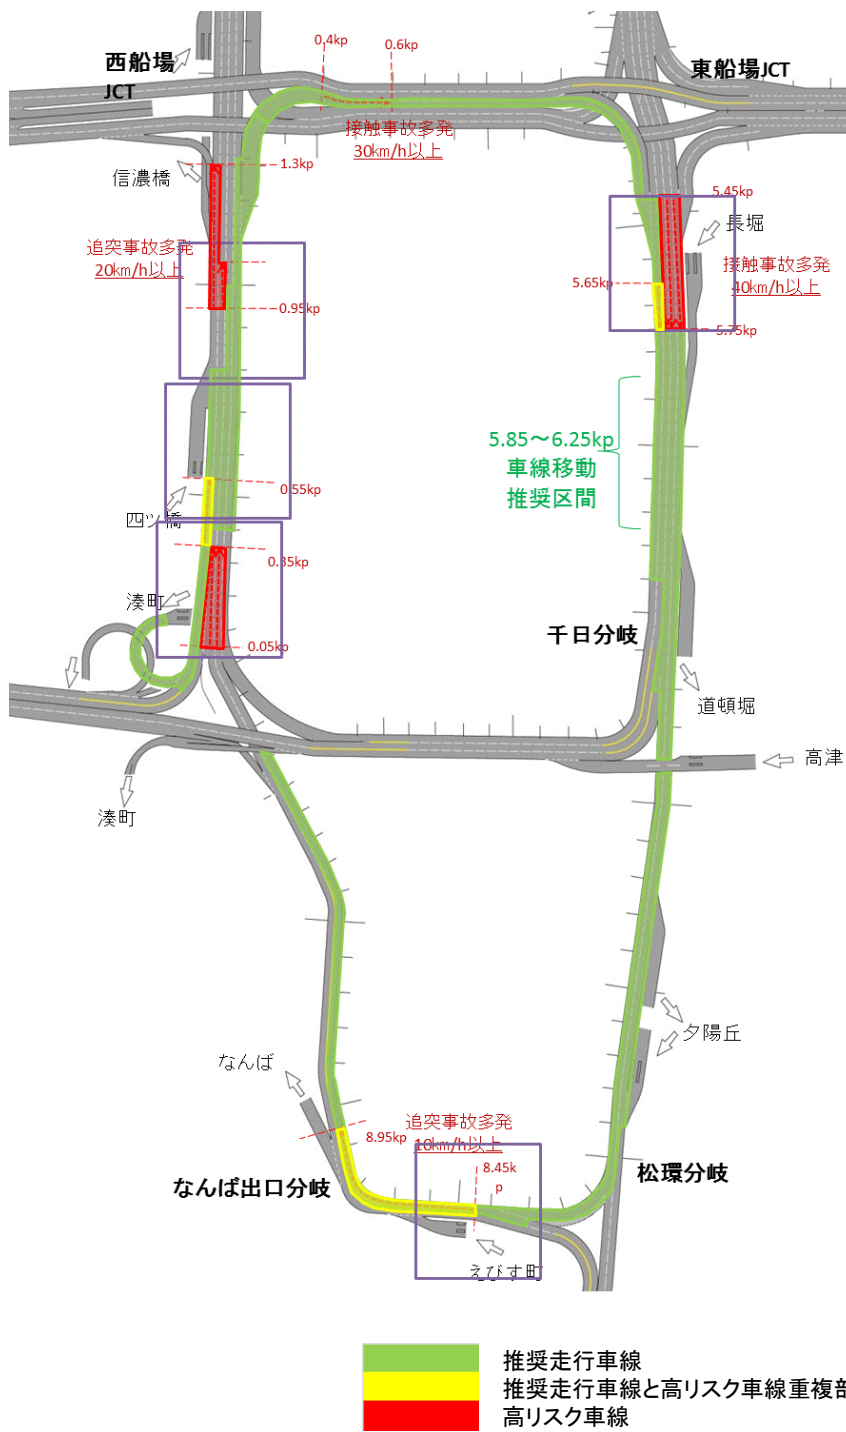 西船場
JCT
0.4kp
0.6kp
東船場JCT
接触事故多発
30km/h以上
1.3kp
信濃橋
5.45kp
長堀
追突事故多発
20km/h以上
接触事故多発
40km/h以上
5.65kp
0.95kp
5.75kp
5.85～6.25kp
車線移動
推奨区間
0.55kp
四ツ橋
0.35kp
湊町
千日分岐
0.05kp
道頓堀
高津
湊町
夕陽丘
なんば
追突事故多発
10km/h以上
8.95kp
8.45k
p
松環分岐
なんば出口分岐
えびす町
推奨走行車線
推奨走行車線と高リスク車線重複部
高リスク車線